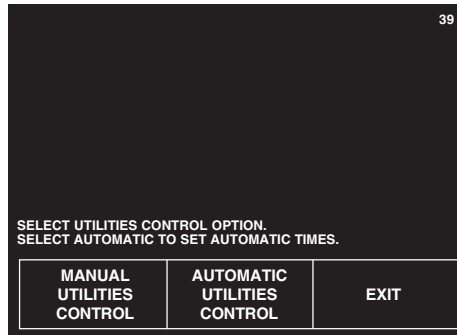 39
SELECT UTILITIES CONTROL OPTION.
SELECT AUTOMATIC TO SET AUTOMATIC TIMES.
MANUAL
UTILITIES
CONTROL
AUTOMATIC
UTILITIES
CONTROL
EXIT